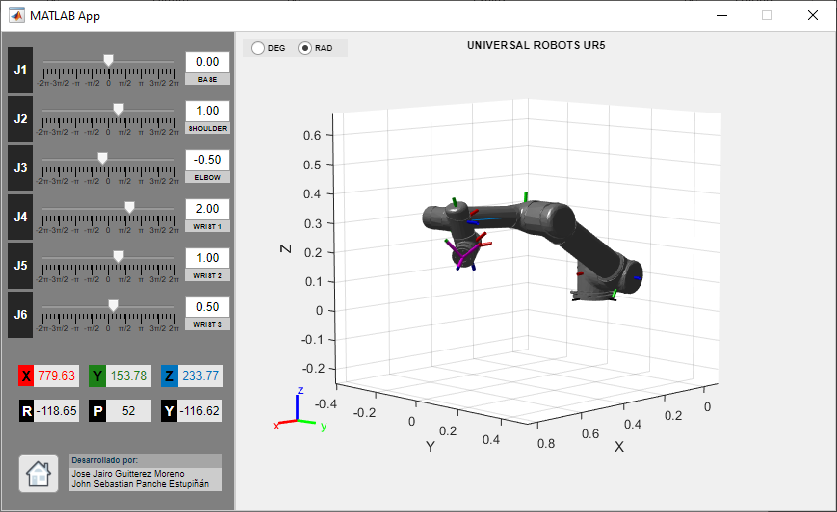 MATLAB App
DEG RAD
UNIVERSAL ROBOTS UR5
J1 0.00
-2π -3π/2 -π -π/2 0 π/2 π 3π/2 2π
BASE
J2 1.00
-2π -3π/2 -π -π/2 0 π/2 π 3π/2 2π
SHOULDER
J3 -0.50
-2π -3π/2 -π -π/2 0 π/2 π 3π/2 2π
ELBOW
J4 2.00
-2π -3π/2 -π -π/2 0 π/2 π 3π/2 2π
WRIST 1
J5 1.00
-2π -3π/2 -π -π/2 0 π/2 π 3π/2 2π
WRIST 2
J6 0.50
-2π -3π/2 -π -π/2 0 π/2 π 3π/2 2π
WRIST 3
X 779.63 Y 153.78 Z 233.77
R -118.65 P 52 Y -116.62
Desarrollado por:
Jose Jairo Guitterez Moreno
John Sebastian Panche Estupiñán
0.6
0.5
0.4
0.3
Z
0.2
0.1
0
-0.1
-0.2
-0.4 -0.2 0 0.2 0.4
Y
0.8 0.6 0.4 0.2 0
X
z
x
y